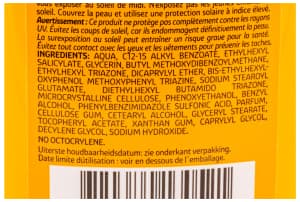 vous exposer au soleil de midi. N'exposez pas les jeunes
soleil. Couvrez sa peau et utilisez une protection solaire à indice élevé.
Avertissement: Ce produit ne protège pas complètement contre les rayons
UV. Évitez les coups de soleil, car ils endommagent définitivement la peau.
La surexposition au soleil peut entraîner un risque grave pour la santé.
Évitez tout contact avec les yeux et les vêtements pour prévenir les taches.
INGREDIENTS: AQUA, C12-15 ALKYL BENZOATE, ETHYLHEXYL
SALICYLATE, GLYCERIN, BUTYL METHOXYDIBENZOYLMETHANE,
ETHYLHEXYL TRIAZONE, DICAPRYLYL ETHER, BIS-ETHYLHEXYL-
OXYPHENOL METHOXYPHENYL TRIAZINE, SODIUM STEAROYL
GLUTAMATE, DIETHYLHEXYL BUTAMIDO TRIAZONE,
MICROCRYSTALLINE CELLULOSE, PHENOXYETHANOL, BENZYL
ALCOHOL, PHENYLBENZIMIDAZOLE SULFONIC ACID, PARFUM,
CELLULOSE GUM, CETEARYL ALCOHOL, GLYCERYL STEARATE,
TOCOPHERYL ACETATE, XANTHAN GUM, CAPRYLYL GLYCOL,
DECYLENE GLYCOL, SODIUM HYDROXIDE.
NO OCTOCRYLENE.
Uiterste houdbaarheidsdatum: zie onderkant verpakking.
Date limite dútilisation : voir en dessous de l´emballage.